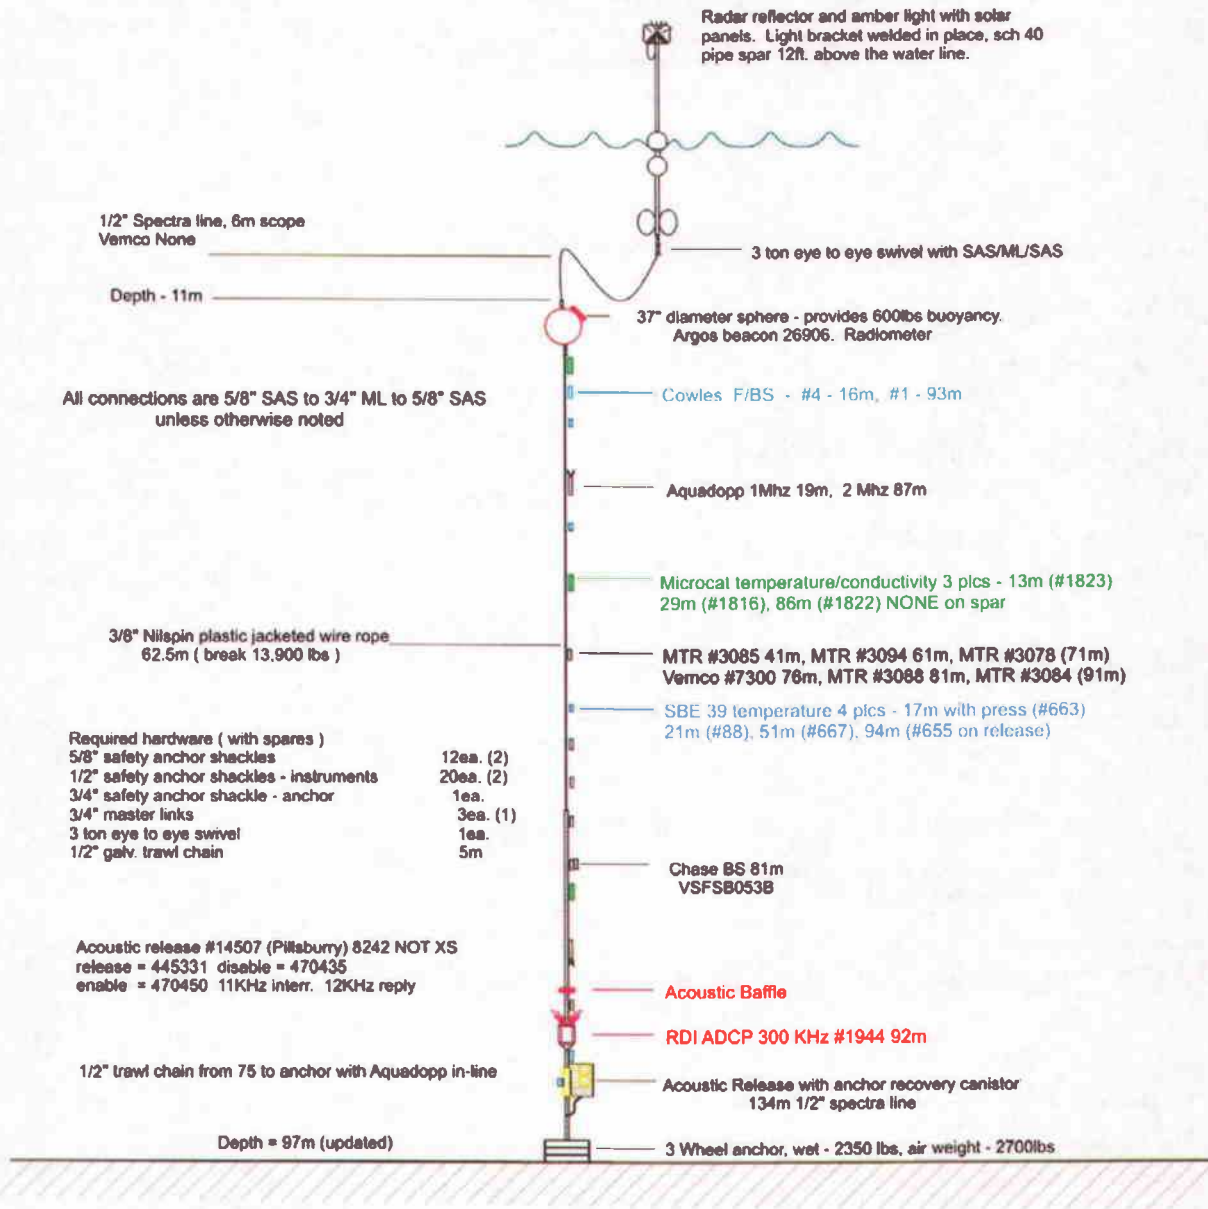 Radar reflector and amber light with solar
panels. Light bracket welded in place, sch 40
pipe spar 12ft. above the water line.
1/2" Spectra line, 6m scope
Vemco None
3 ton eye to eye swivel with SAS/ML/SAS
Depth - 11m
37" diameter sphere - provides 600lbs buoyancy.
Argos beacon 26906. Radiometer
All connections are 5/8" SAS to 3/4" ML to 5/8" SAS
unless otherwise noted
Cowles F/BS - #4 - 16m, #1 - 93m
Aquadopp 1Mhz 19m, 2 Mhz 87m
Microcal temperature/conductivity 3 plcs - 13m (#1823)
29m (#1816), 86m (#1822) NONE on spar
3/8" Nilspin plastic jacketed wire rope
62.5m ( break 13,900 lbs )
MTR #3085 41m, MTR #3094 61m, MTR #3078 (71m)
Vemco #7300 76m, MTR #3088 81m, MTR #3084 (91m)
SBE 39 temperature 4 plcs - 17m with press (#663)
21m (#88), 51m (#667), 94m (#655 on release)
Required hardware ( with spares )
5/8" safety anchor shackles 12ea. (2)
1/2" safety anchor shackles - instruments 20ea. (2)
3/4" safety anchor shackle - anchor 1ea.
3/4" master links 3ea. (1)
3 ton eye to eye swivel 1ea.
1/2" galv. trawl chain 5m
Chase BS 81m
VSFSB053B
Acoustic release #14507 (Pillsburry) 8242 NOT XS
release = 445331 disable = 470435
enable = 470450 11KHz interr. 12KHz reply
Acoustic Baffle
RDI ADCP 300 KHz #1944 92m
1/2" trawl chain from 75 to anchor with Aquadopp in-line
Acoustic Release with anchor recovery canistor
134m 1/2" spectra line
Depth = 97m (updated)
3 Wheel anchor, wet - 2350 lbs, air weight - 2700lbs